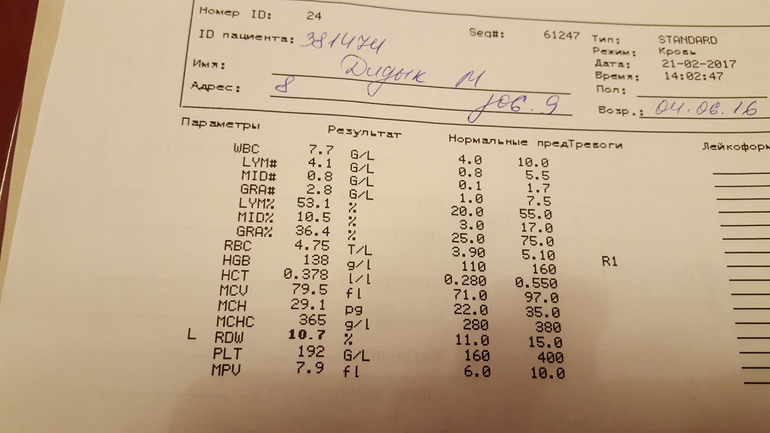 Номер ID: 24 Seq#: 61247 Тип: STANDARD
Режим: Кровь
ID пациента: 381474 Дата: 21-02-2017
Время: 14:02:47
Имя: Дидык М Пол:
Адрес: 8 Возр.: 04.06.16
Параметры Результат Нормальные предТревоги Лейкоформ
WBC 7.7 G/L 4.0 10.0
LYM# 4.1 G/L 0.8 5.5
MID# 0.8 G/L 0.1 1.7
GRA# 2.8 G/L 1.0 7.5
LYM% 53.1 % 20.0 55.0
MID% 10.5 % 3.0 17.0
GRA% 36.4 % 25.0 75.0
RBC 4.75 T/L 3.90 5.10 R1
HGB 138 g/l 110 160
HCT 0.378 l/l 0.280 0.550
MCV 79.5 fl 71.0 97.0
MCH 29.1 pg 22.0 35.0
MCHC 365 g/l 280 380
L RDW 10.7 % 11.0 15.0
PLT 192 G/L 160 400
MPV 7.9 fl 6.0 10.0